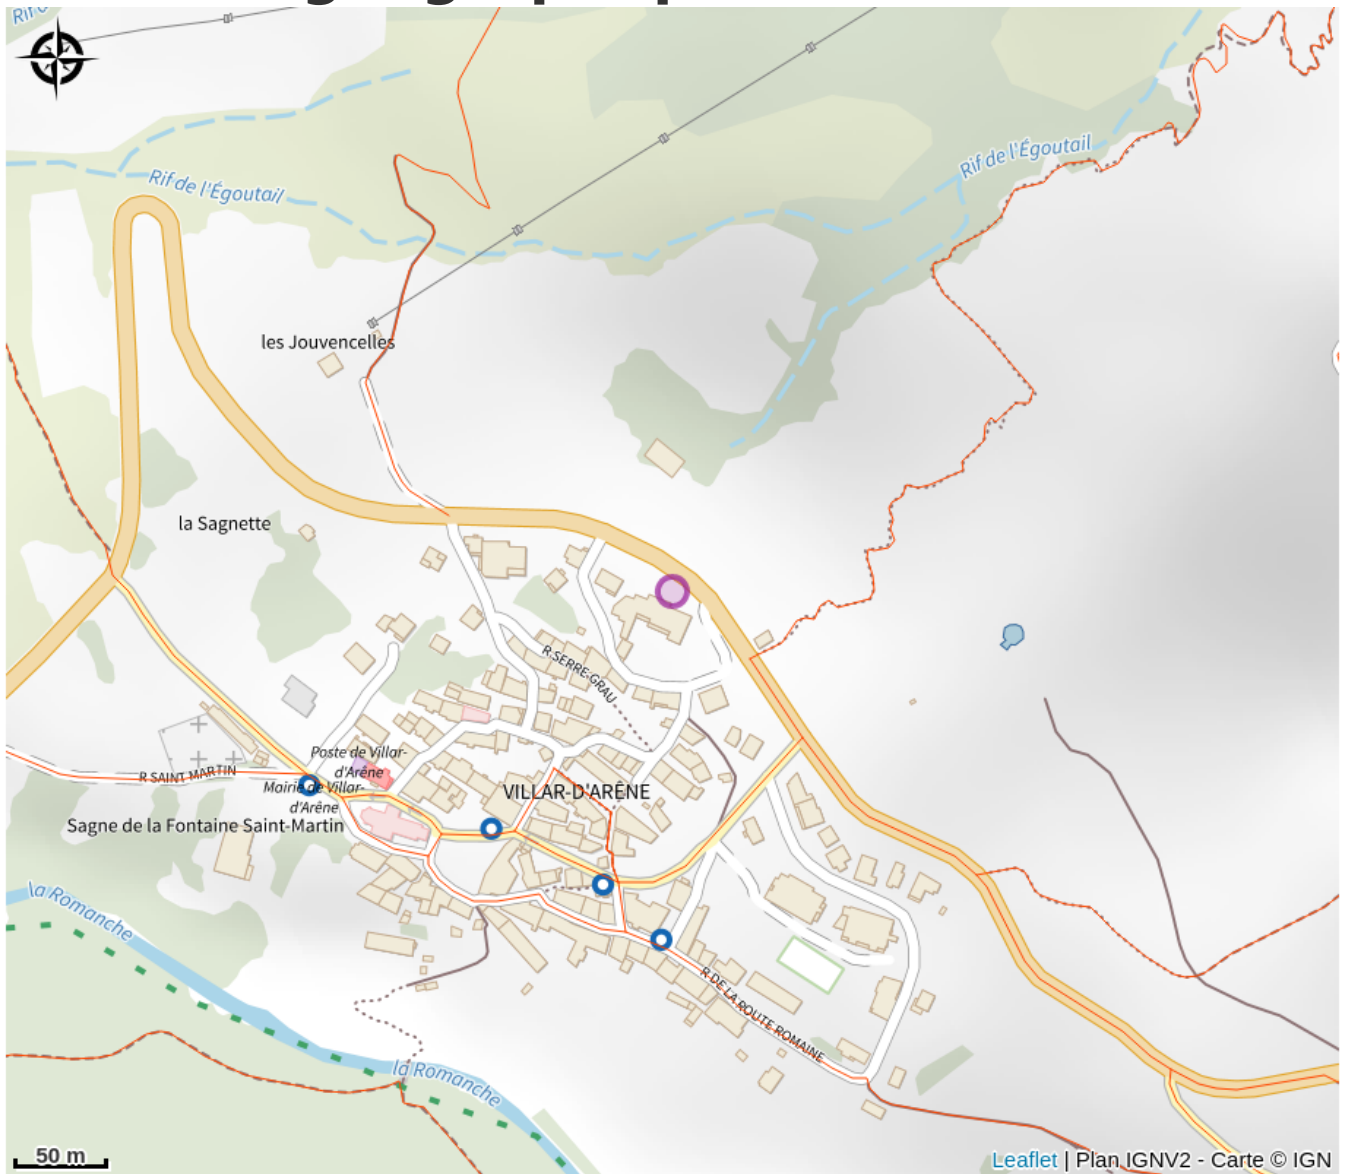 Rif de l'Égoutail
Rif de l'Égoutail
les Jouvencelles
la Sagnette
R SERRE-GRAU
Poste de Villar-
d'Arêne
R SAINT MARTIN
Mairie de Villar-
d'Arêne
VILLAR-D'ARÊNE
Sagne de la Fontaine Saint-Martin
la Romanche
R DE LA ROUTE ROMAINE
la Romanche
50 m
Leaflet | Plan IGNV2 - Carte © IGN